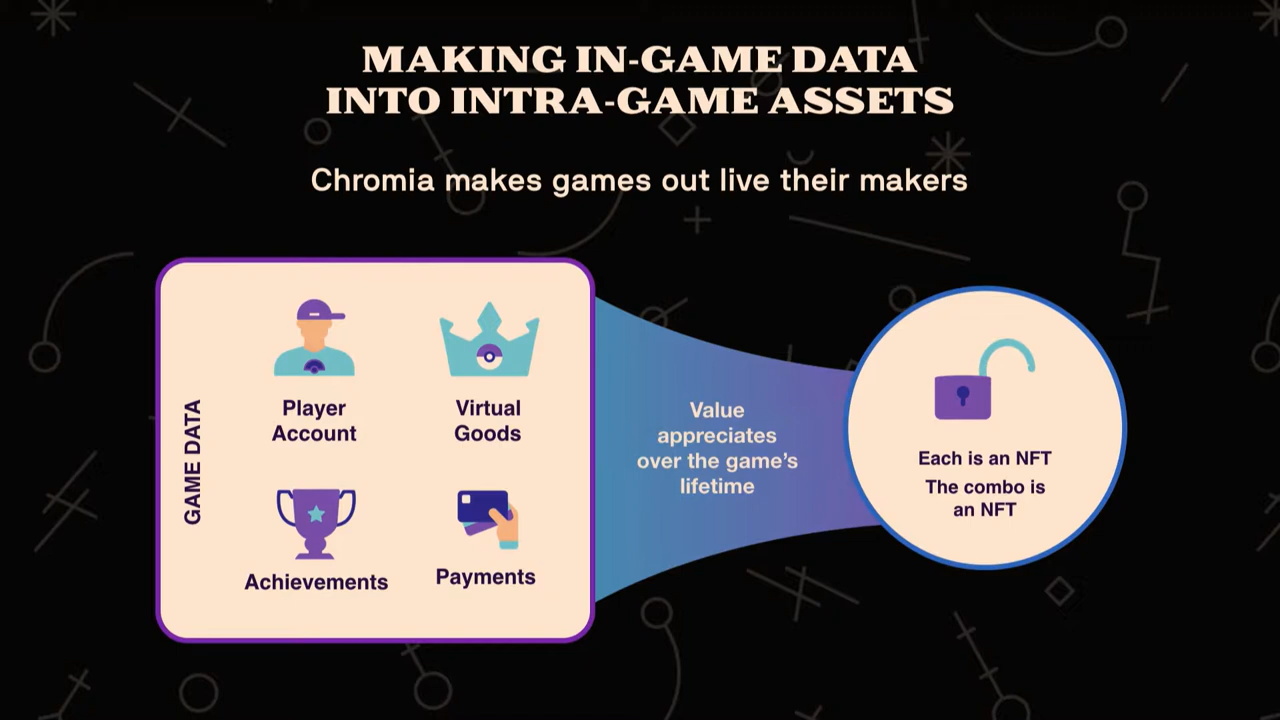 MAKING IN-GAME DATA
INTO INTRA-GAME ASSETS
Chromia makes games out live their makers
GAME DATA
Player
Account
Virtual
Goods
Achievements
Payments
Value
appreciates
over the game's
lifetime
Each is an NFT
The combo is
an NFT